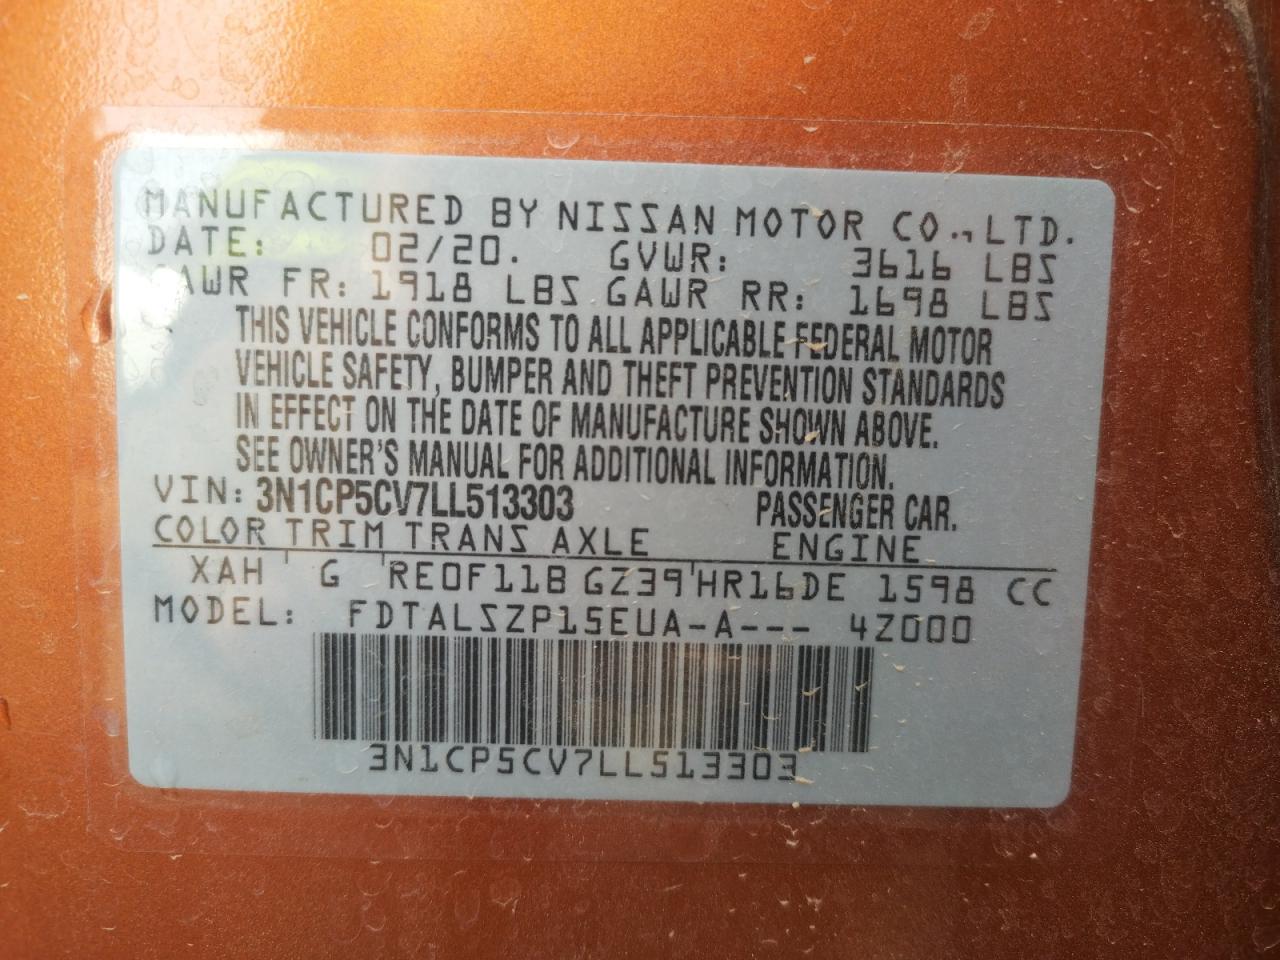 MANUFACTURED BY NISSAN MOTOR CO., LTD.
DATE: 02/20. GVWR: 3616 LBS
GAWR FR: 1918 LBS GAWR RR: 1698 LBS
THIS VEHICLE CONFORMS TO ALL APPLICABLE FEDERAL MOTOR
VEHICLE SAFETY, BUMPER AND THEFT PREVENTION STANDARDS
IN EFFECT ON THE DATE OF MANUFACTURE SHOWN ABOVE.
SEE OWNER'S MANUAL FOR ADDITIONAL INFORMATION.
VIN: 3N1CP5CV7LL513303 PASSENGER CAR.
COLOR TRIM TRANS AXLE ENGINE
XAH G RE0F11B GZ39 HR16DE 1598 CC
MODEL: FDTALSZP15EUA-A--- 4Z000
3N1CP5CV7LL513303